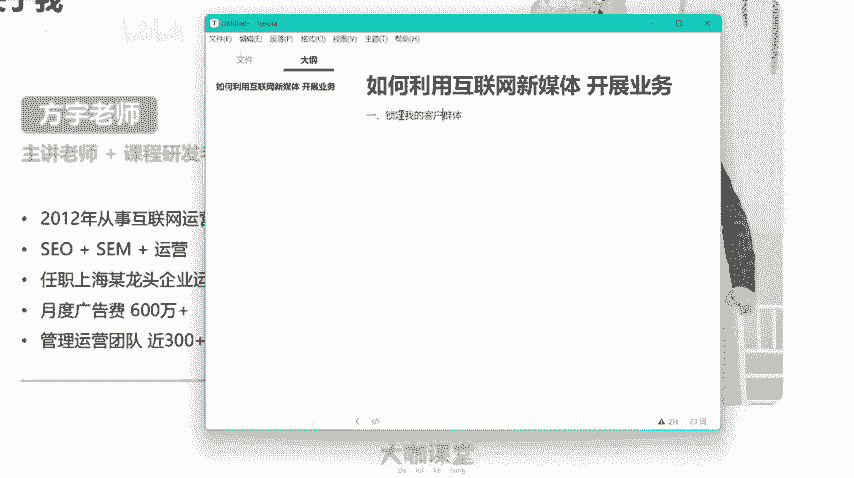 于我
方宇老师
主讲老师 + 课程研发
2012年从事互联网运营
SEO + SEM + 运营
任职上海某龙头企业运
月度广告费 600万+
管理运营团队 近300+
Untitled - Typora
文件(F) 编辑(E) 段落(P) 格式(O) 视图(V) 主题(T) 帮助(H)
文件 大纲
如何利用互联网新媒体 开展业务
如何利用互联网新媒体 开展业务
一、锁定我的客户群体
ZH 23 词
大咖课堂